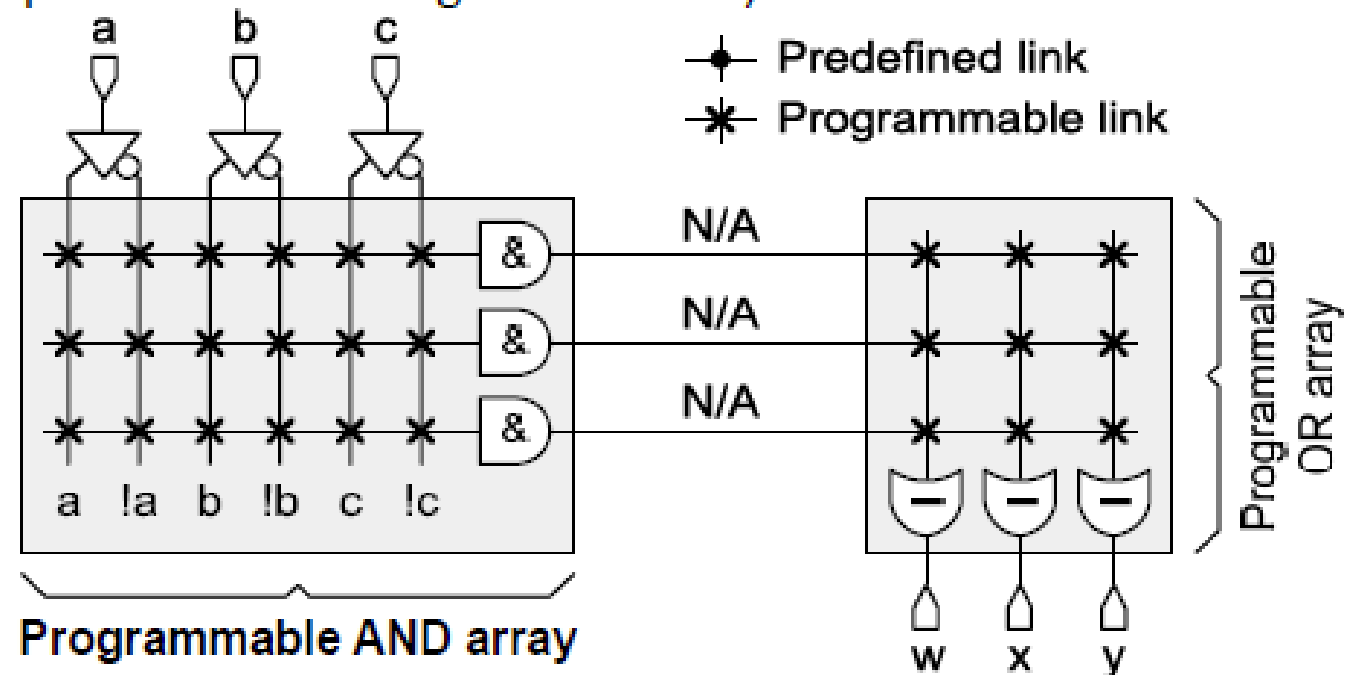 a b c
Predefined link
Programmable link
N/A
&
N/A
&
N/A
&
a !a b !b c !c
Programmable AND array
Programmable
OR array
w x y